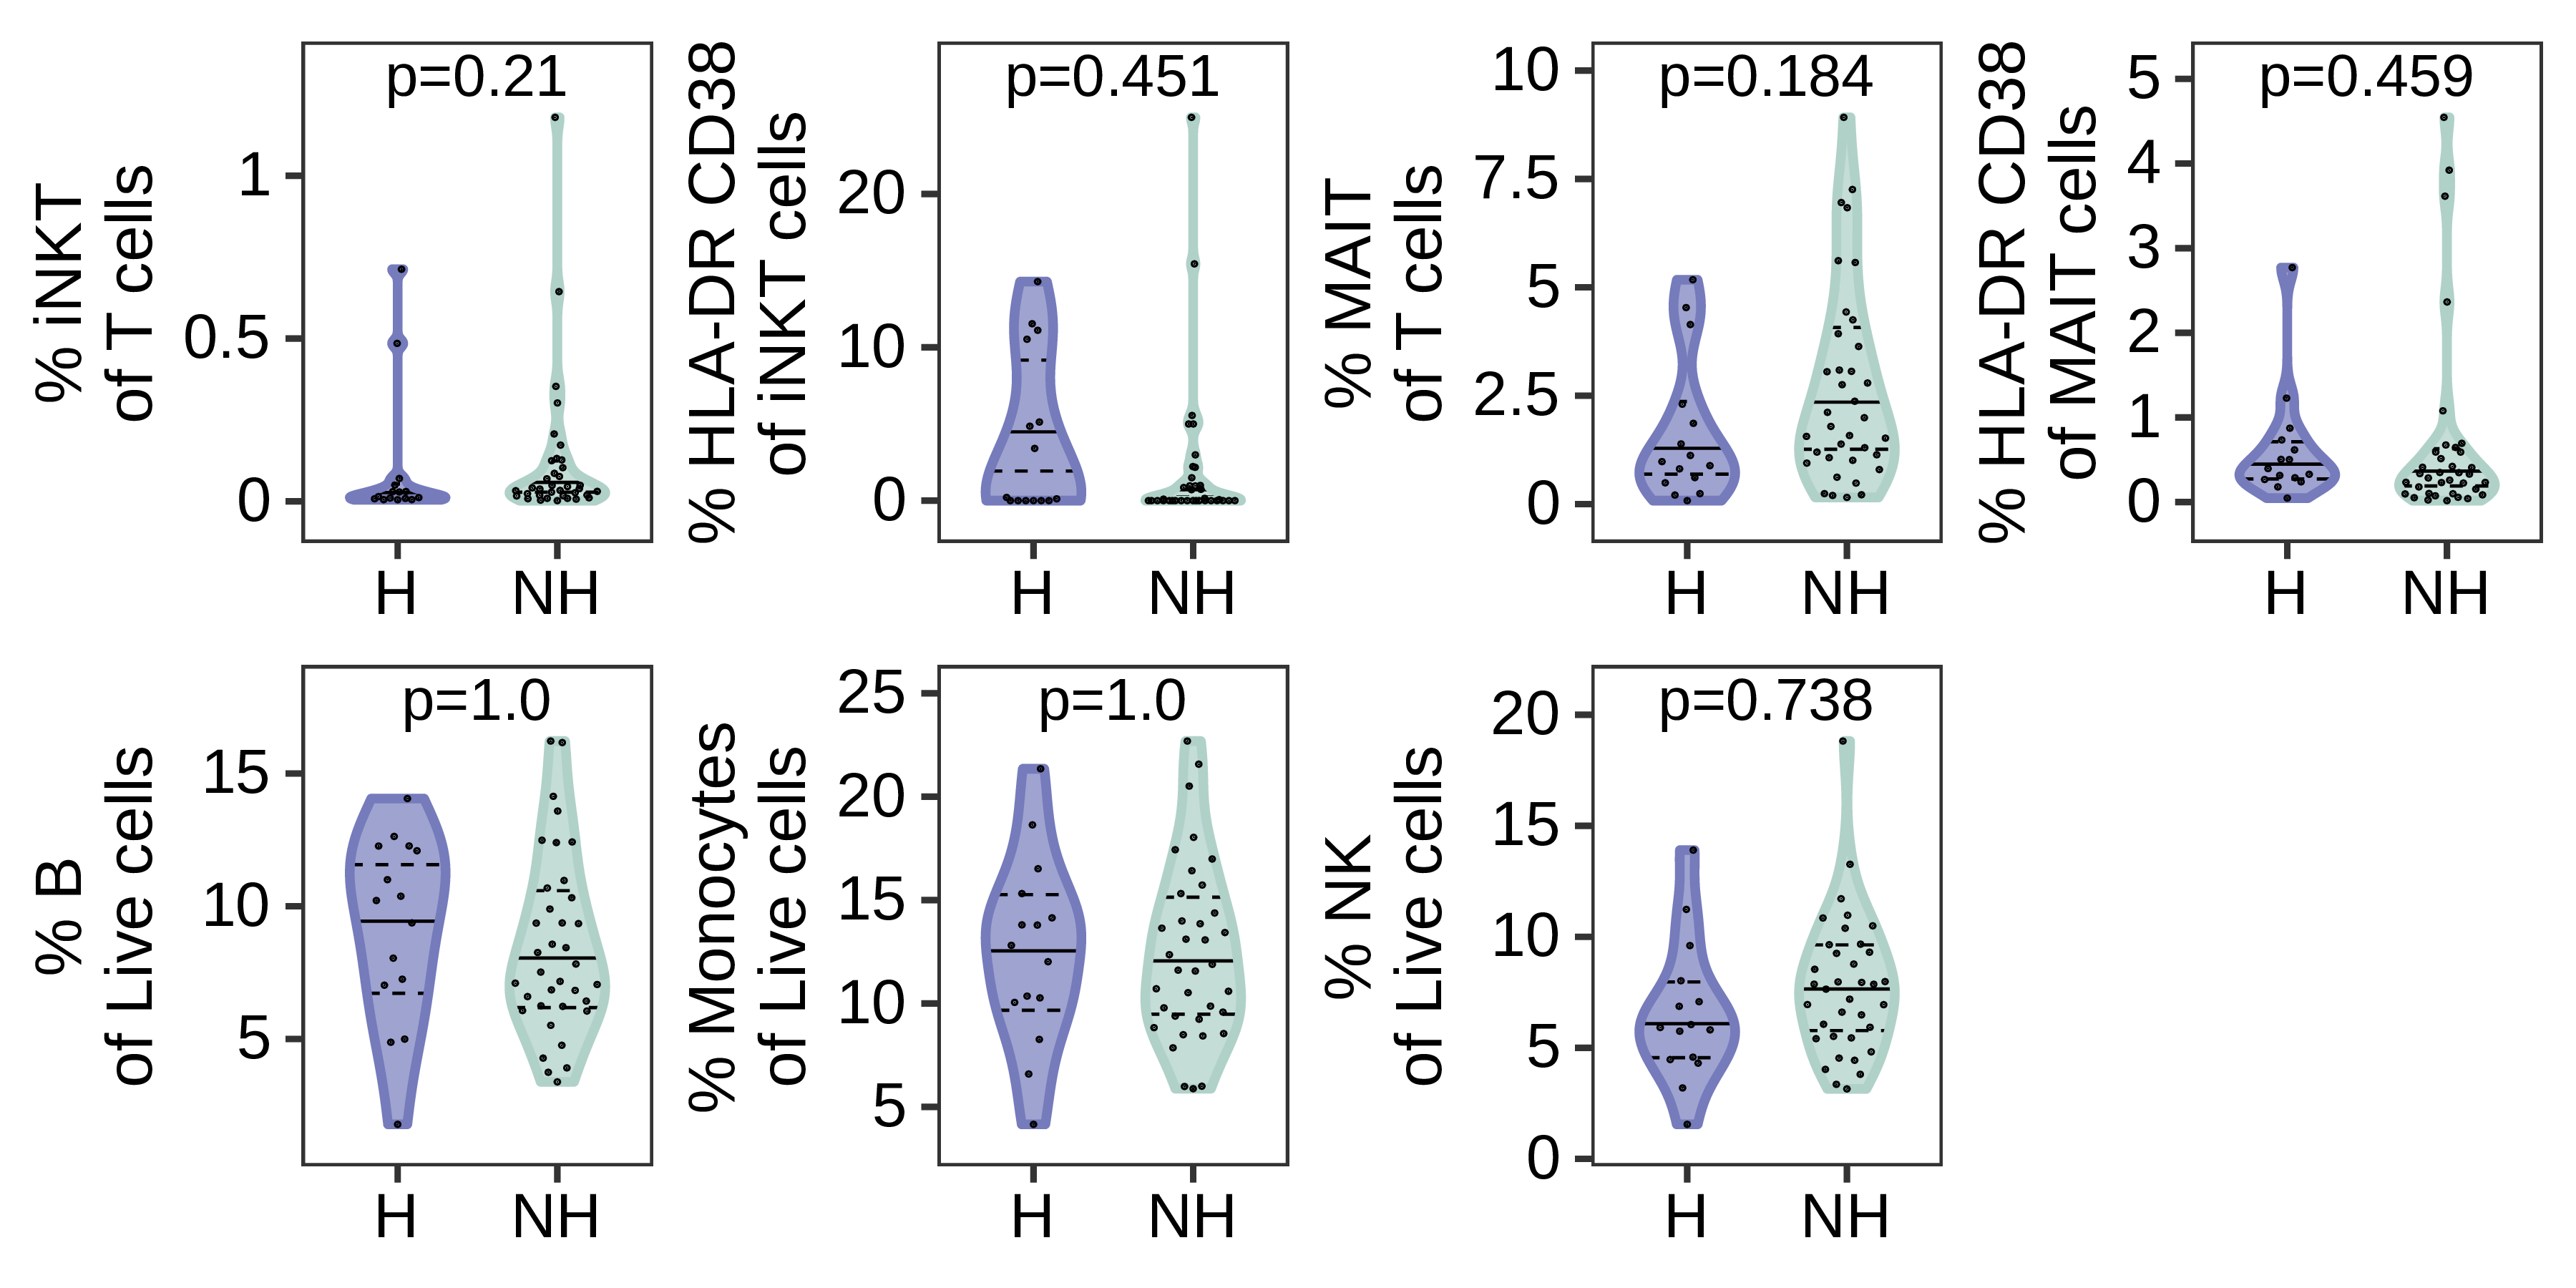 % iNKT
of T cells
1
0.5
0
p=0.21
H NH
% HLA-DR CD38
of iNKT cells
20
10
0
p=0.451
H NH
% MAIT
of T cells
10
7.5
5
2.5
0
p=0.184
H NH
% HLA-DR CD38
of MAIT cells
5
4
3
2
1
0
p=0.459
H NH
% B
of Live cells
15
10
5
p=1.0
H NH
% Monocytes
of Live cells
25
20
15
10
5
p=1.0
H NH
% NK
of Live cells
20
15
10
5
0
p=0.738
H NH